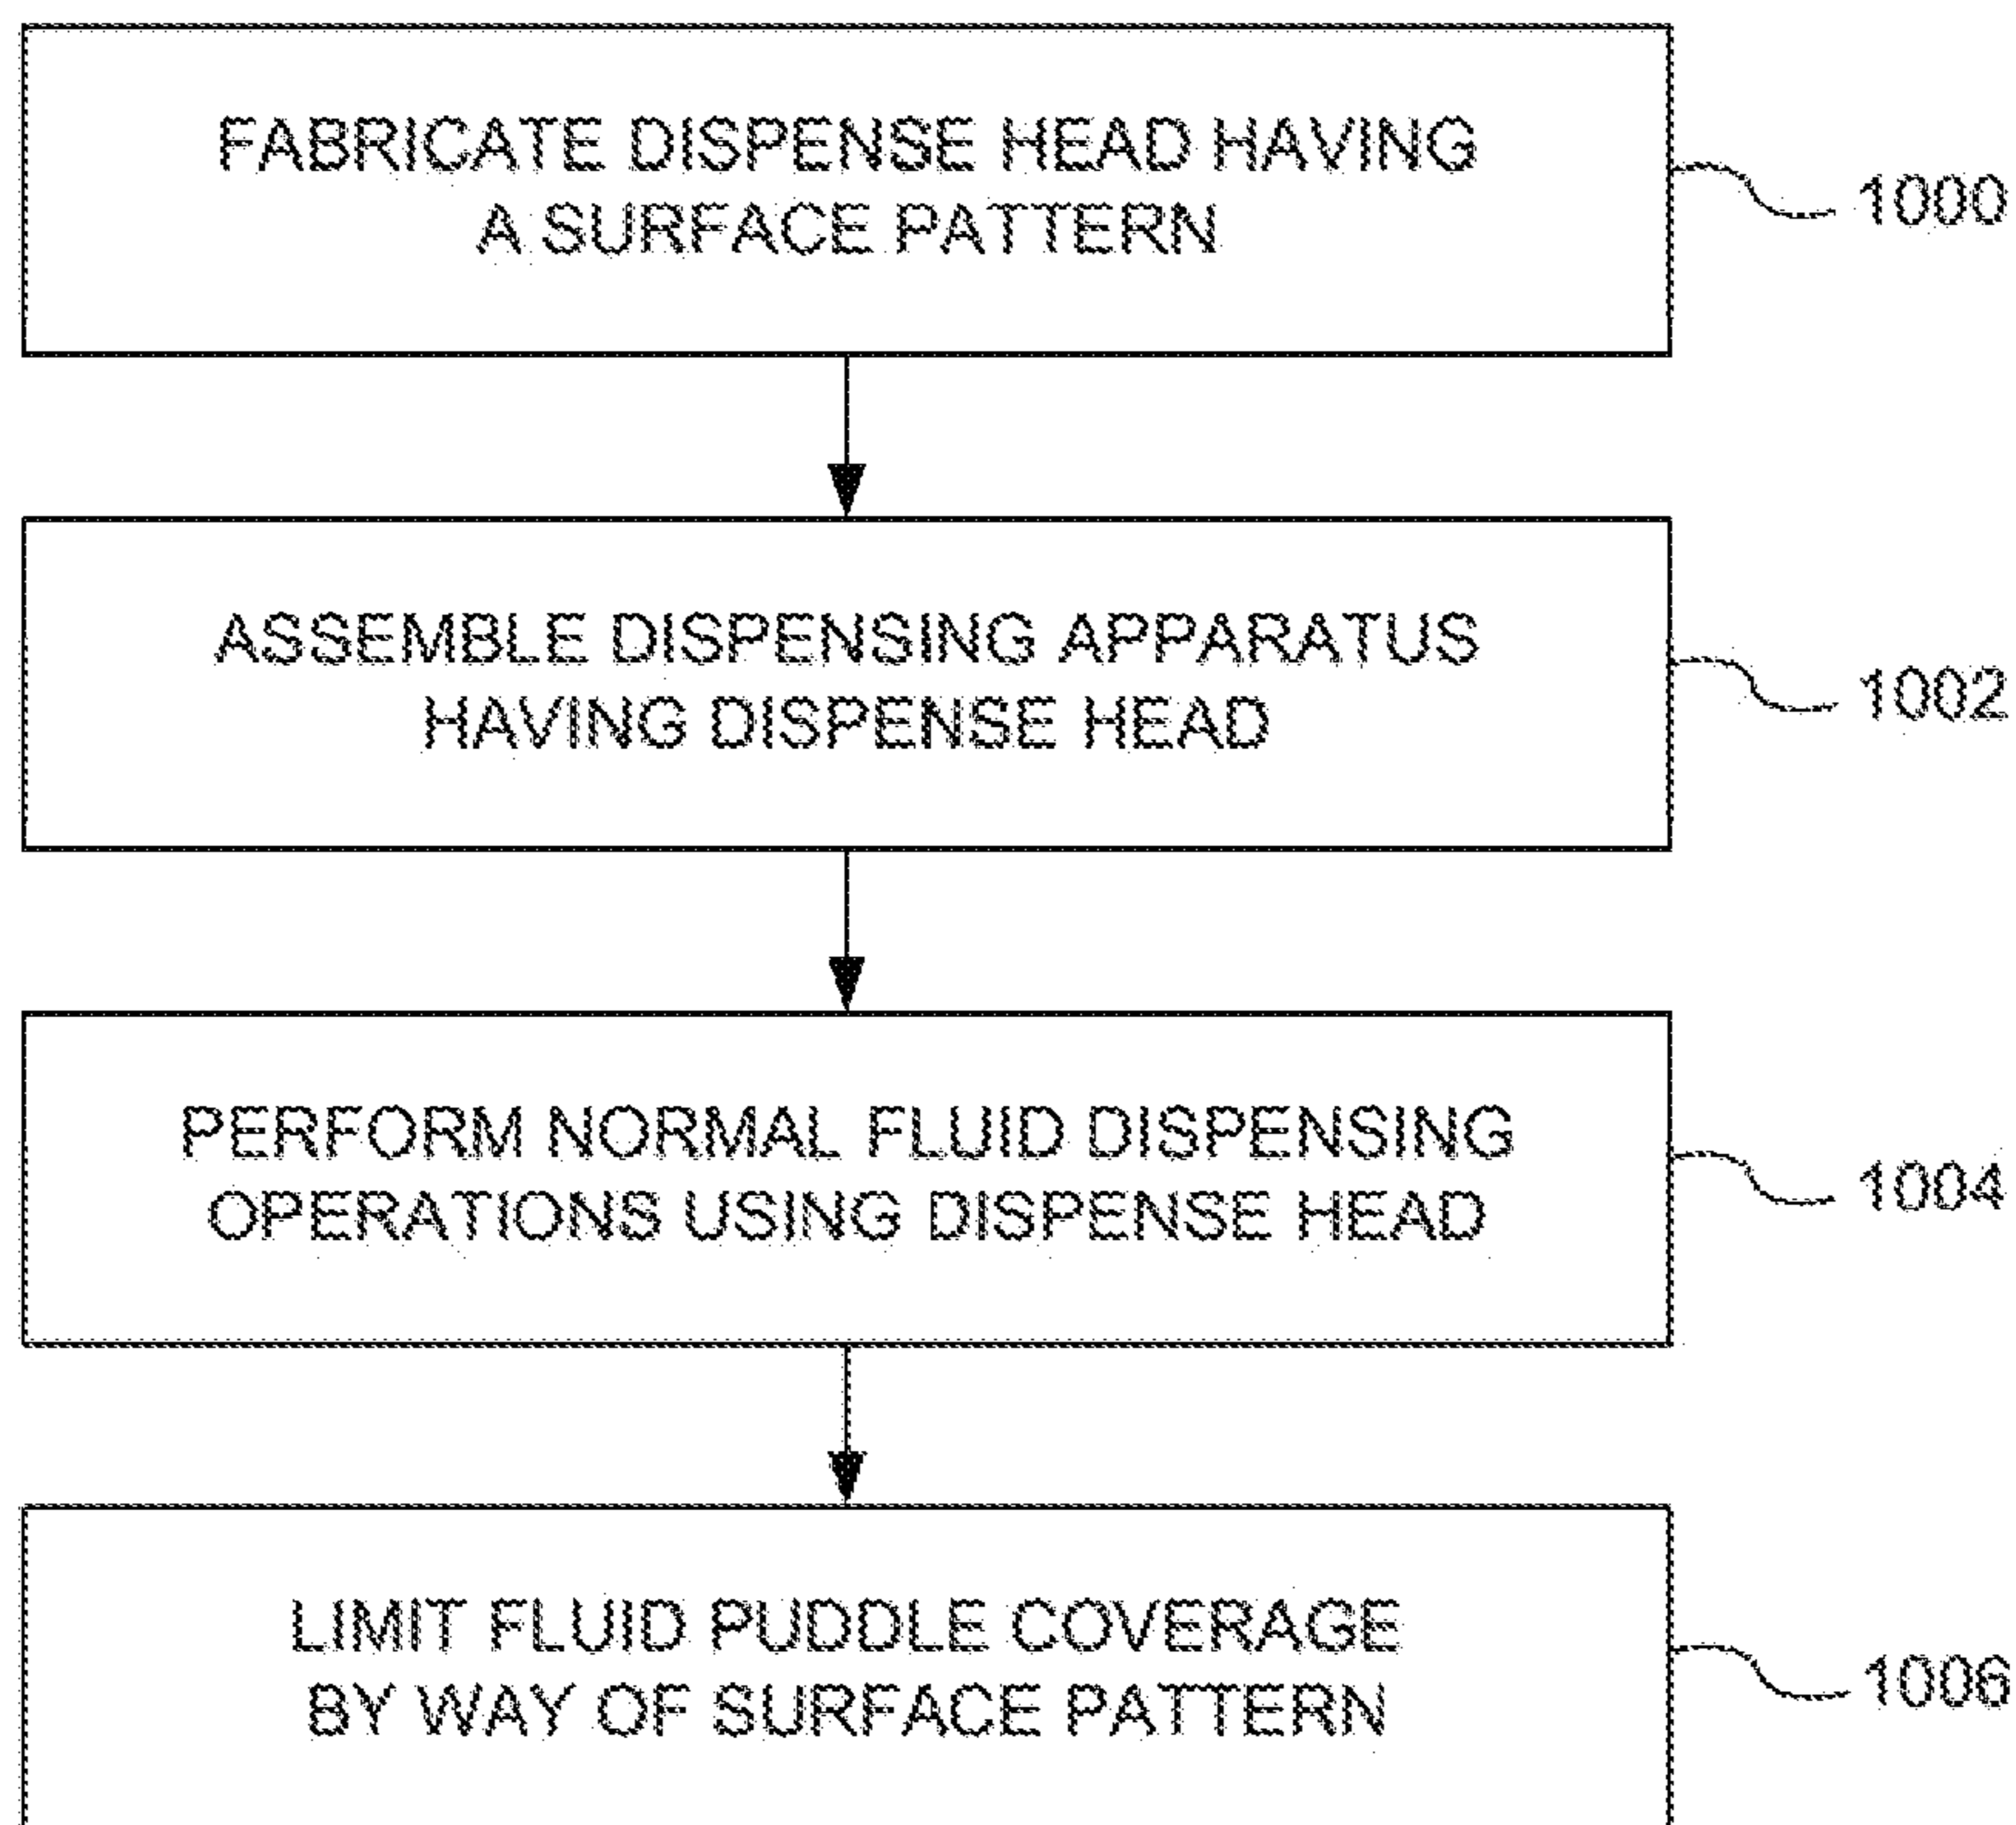 FABRICATE DISPENSE HEAD HAVING
A SURFACE PATTERN
1000
ASSEMBLE DISPENSING APPARATUS
HAVING DISPENSE HEAD
1002
PERFORM NORMAL FLUID DISPENSING
OPERATIONS USING DISPENSE HEAD
1004
LIMIT FLUID PUDDLE COVERAGE
BY WAY OF SURFACE PATTERN
1006